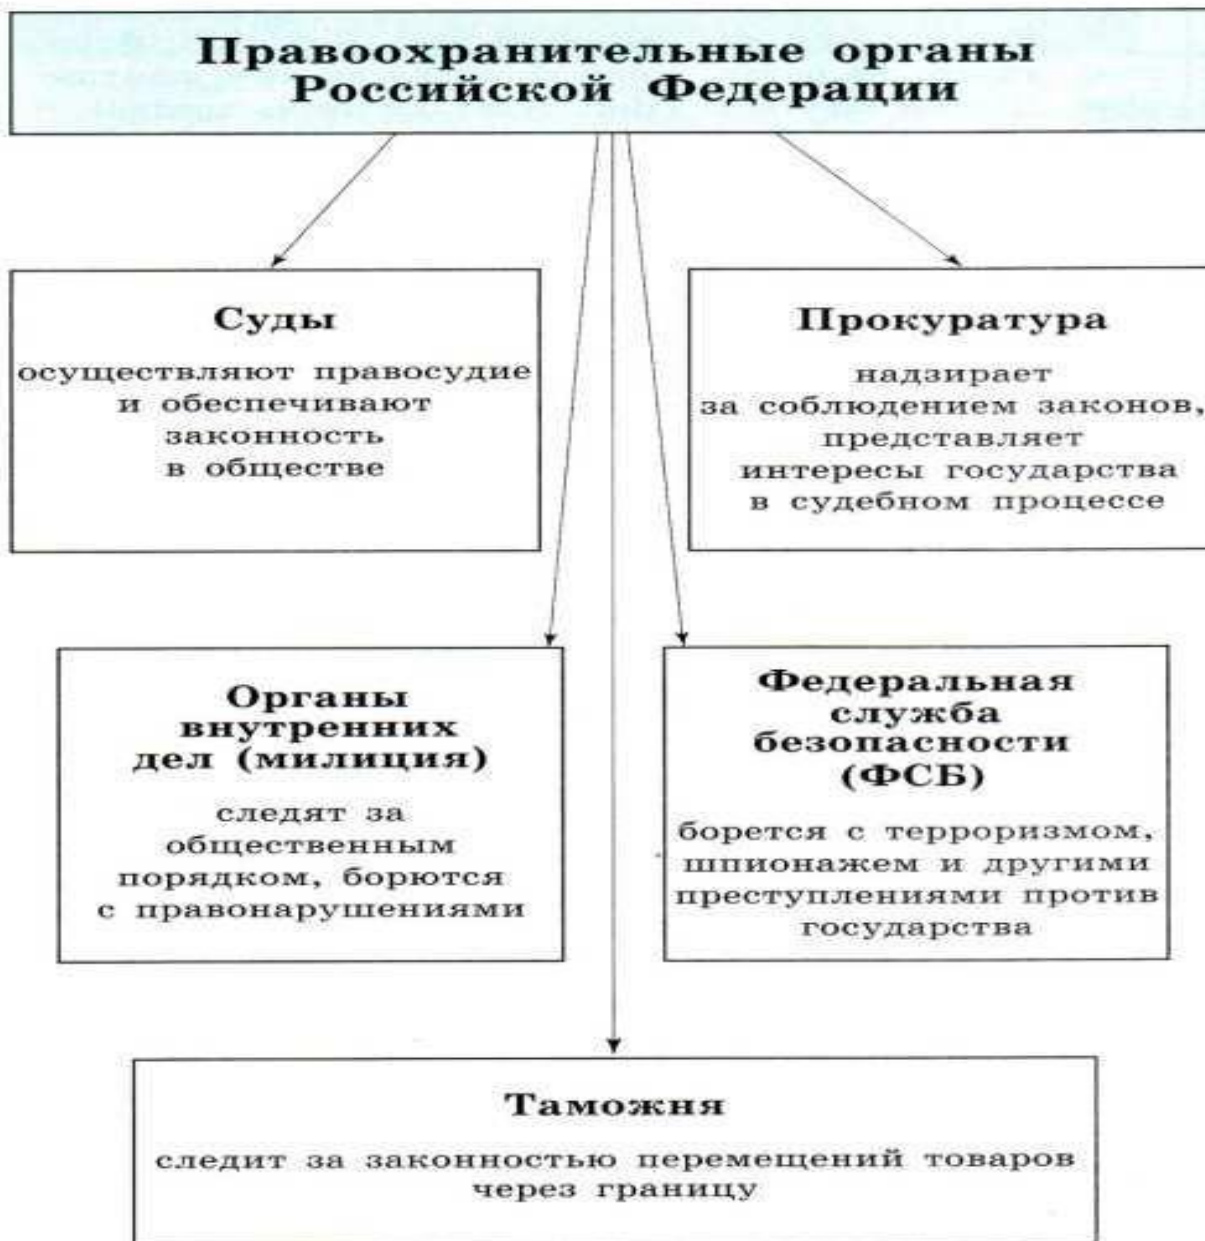 Правоохранительные органы
Российской Федерации
Суды
осуществляют правосудие
и обеспечивают
законность
в обществе
Прокуратура
надзирает
за соблюдением законов,
представляет
интересы государства
в судебном процессе
Органы
внутренних
дел (милиция)
следят за
общественным
порядком, борются
с правонарушениями
Федеральная
служба
безопасности
(ФСБ)
борется с терроризмом,
шпионажем и другими
преступлениями против
государства
Таможня
следит за законностью перемещений товаров
через границу